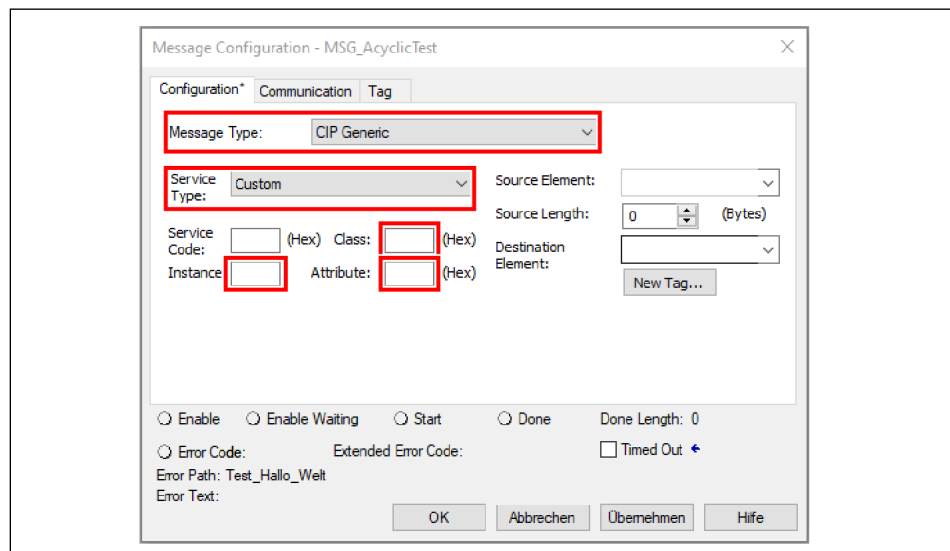 Message Configuration - MSG_AcyclicTest
Configuration* Communication Tag
Message Type: CIP Generic
Service Type: Custom
Source Element:
Source Length: 0 (Bytes)
Service Code: (Hex) Class: (Hex)
Destination Element:
Instance Attribute: (Hex)
New Tag...
Enable Enable Waiting Start Done Done Length: 0
Error Code: Extended Error Code: Timed Out
Error Path: Test_Hallo_Welt
Error Text:
OK Abbrechen Übernehmen Hilfe